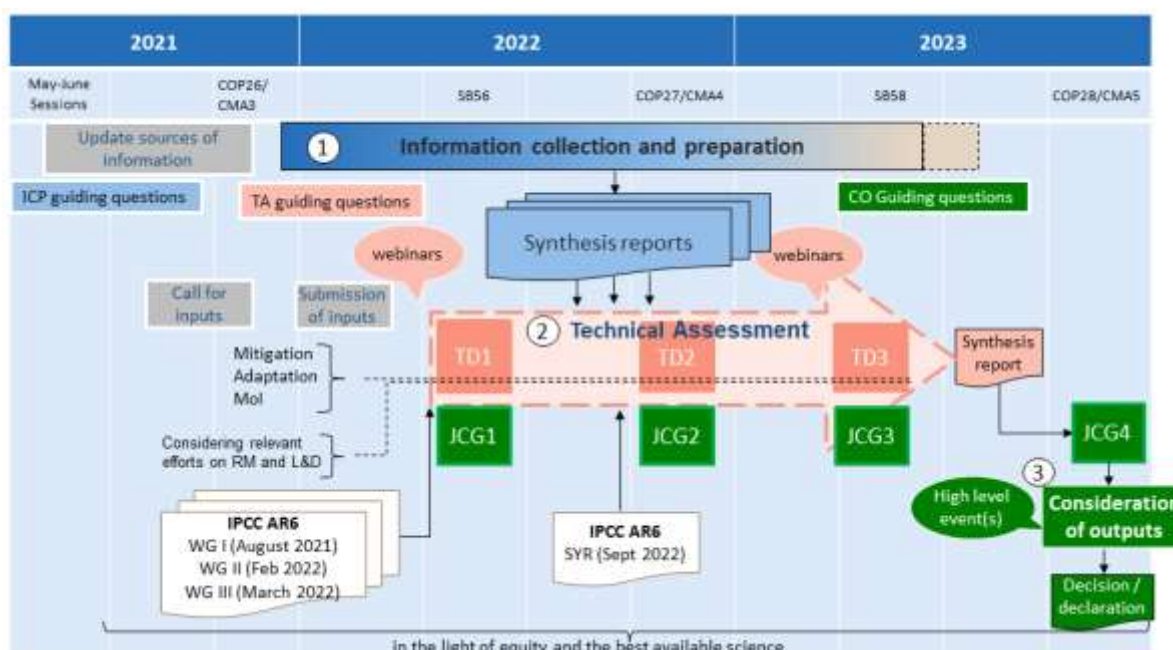 2021
2022
2023
May-June
Sessions
COP26/
CMA3
SB56
COP27/CMA4
SB58
COP28/CMA5
Update sources of
information
1
Information collection and preparation
ICP guiding questions
TA guiding questions
CO Guiding questions
Synthesis reports
webinars
webinars
Call for
inputs
Submission
of inputs
2 Technical Assessment
Mitigation
Adaptation
MoI
TD1
TD2
TD3
Synthesis
report
Considering relevant
efforts on RM and L&D
JCG1
JCG2
JCG3
JCG4
3
High level
event(s)
Consideration
of outputs
IPCC AR6
WG I (August 2021)
WG II (Feb 2022)
WG III (March 2022)
IPCC AR6
SYR (Sept 2022)
Decision /
declaration
in the light of equity and the best available science